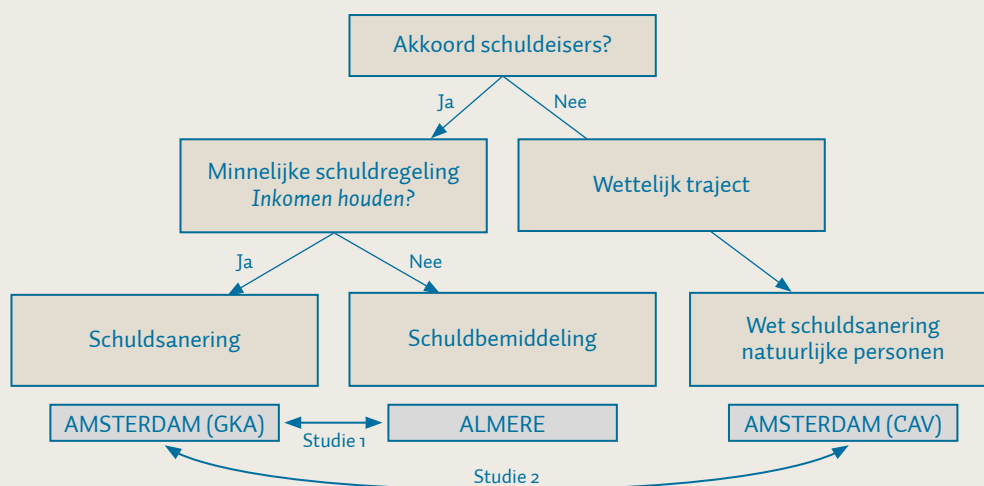 Akkoord schuldeisers?
Ja
Nee
Minnelijke schuldregeling
Inkomen houden?
Wettelijk traject
Ja
Nee
Schuldsanering
Schuldbemiddeling
Wet schuldsanering
natuurlijke personen
AMSTERDAM (GKA)
ALMERE
AMSTERDAM (CAV)
Studie 1
Studie 2